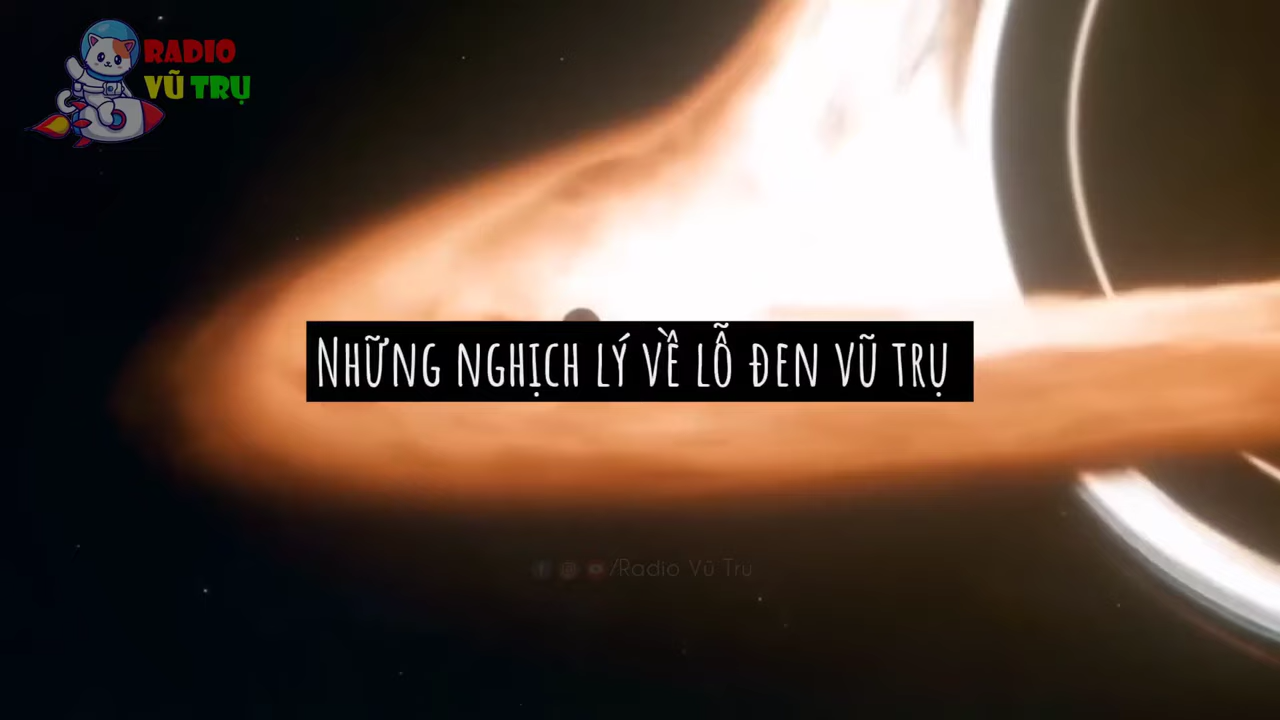 RADIO
VŨ TRỤ
Những nghịch lý về lỗ đen vũ trụ
/Radio Vũ Trụ